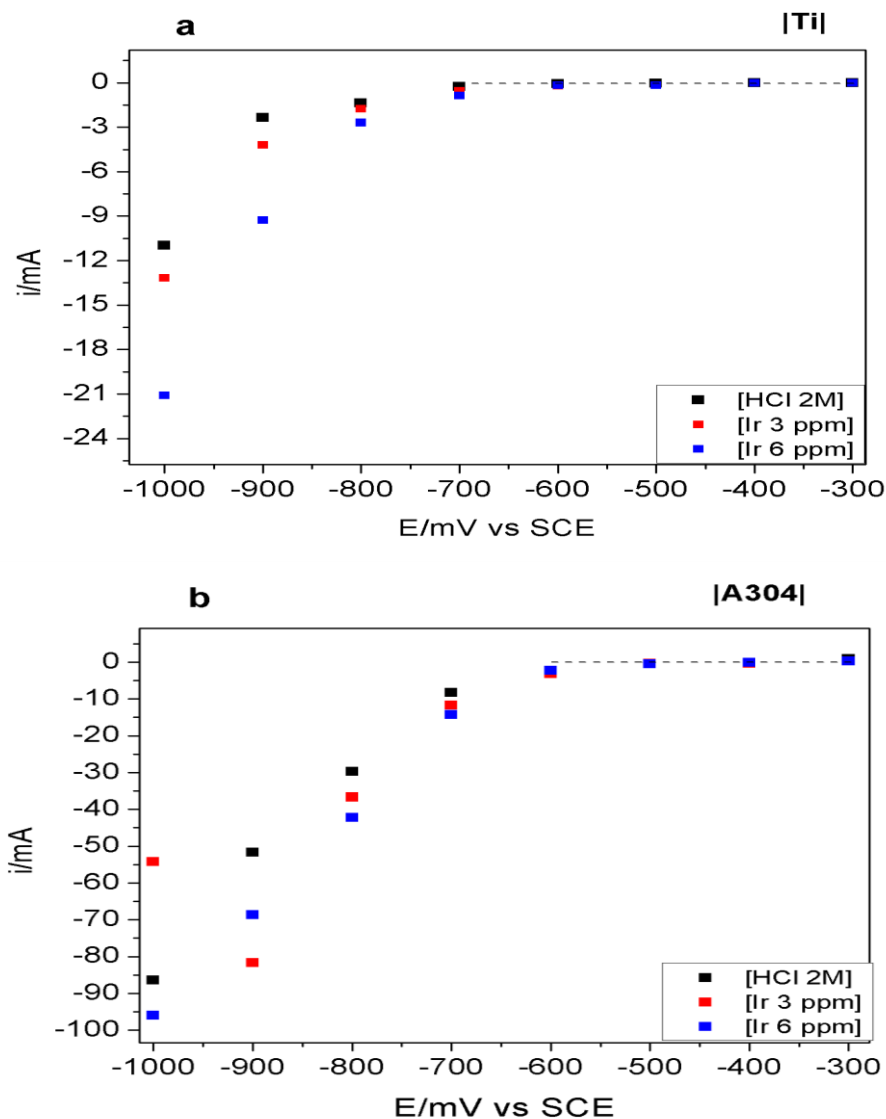 a
|Ti|
0
-3
-6
-9
-12
-15
-18
-21
-24
i/mA
[HCl 2M]
[Ir 3 ppm]
[Ir 6 ppm]
-1000 -900 -800 -700 -600 -500 -400 -300
E/mV vs SCE
b
|A304|
0
-10
-20
-30
-40
-50
-60
-70
-80
-90
-100
i/mA
[HCl 2M]
[Ir 3 ppm]
[Ir 6 ppm]
-1000 -900 -800 -700 -600 -500 -400 -300
E/mV vs SCE